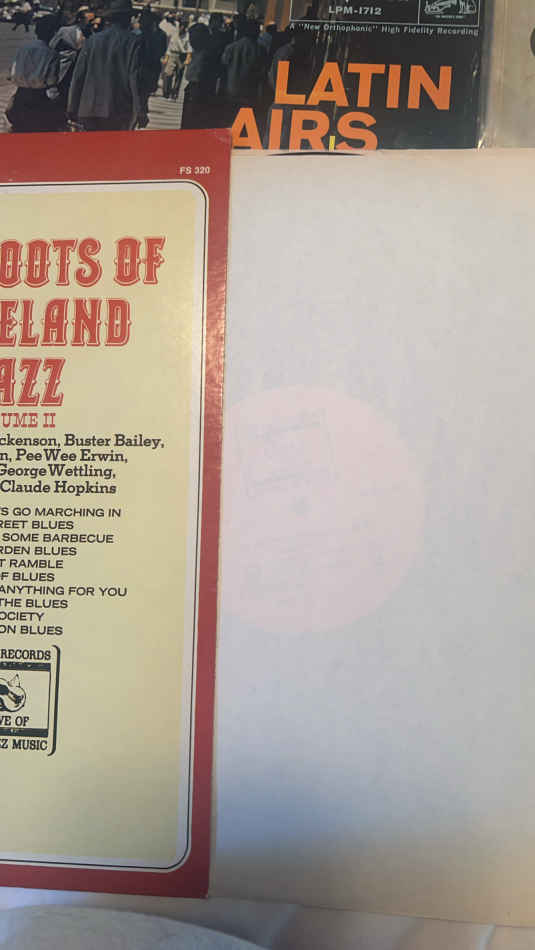 LPM-1712
A "New Orthophonic" High Fidelity Recording
LATIN
AIRS
FS 320
OOTS OF
ELAND
AZZ
UME II
ckenson, Buster Bailey,
n, Pee Wee Erwin,
George Wettling,
Claude Hopkins
'S GO MARCHING IN
REET BLUES
SOME BARBECUE
RDEN BLUES
T RAMBLE
OF BLUES
ANYTHING FOR YOU
THE BLUES
OCIETY
ON BLUES
RECORDS
VE OF
ZZ MUSIC